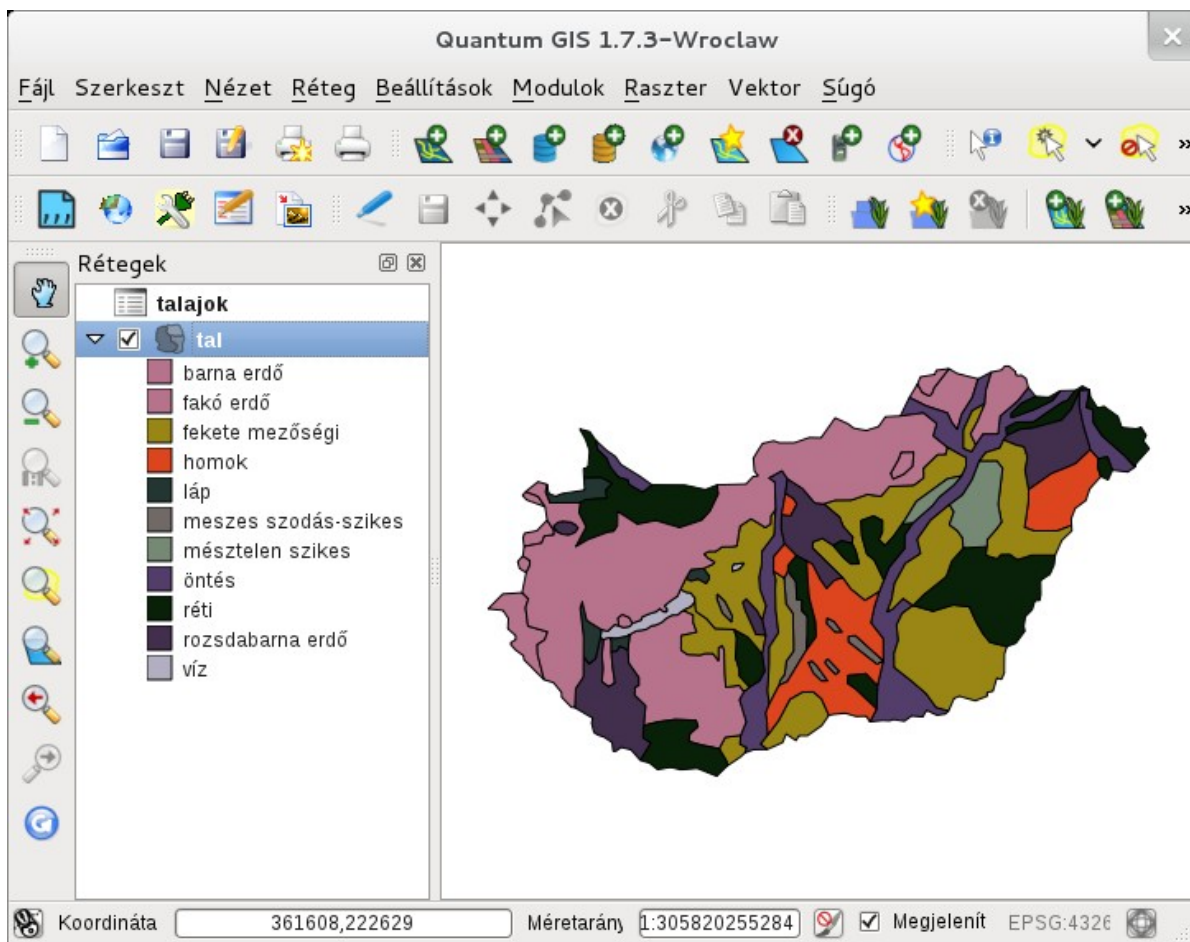 Quantum GIS 1.7.3-Wroclaw
Fájl Szerkeszt Nézet Réteg Beállítások Modulok Raszter Vektor Súgó
Rétegek
talajok
tal
barna erdő
fakó erdő
fekete mezőségi
homok
láp
meszes szodás-szikes
mésztelen szikes
öntés
réti
rozsdabarna erdő
víz
Koordináta 361608,222629 Méretarány 1:305820255284 Megjelenít EPSG:4326